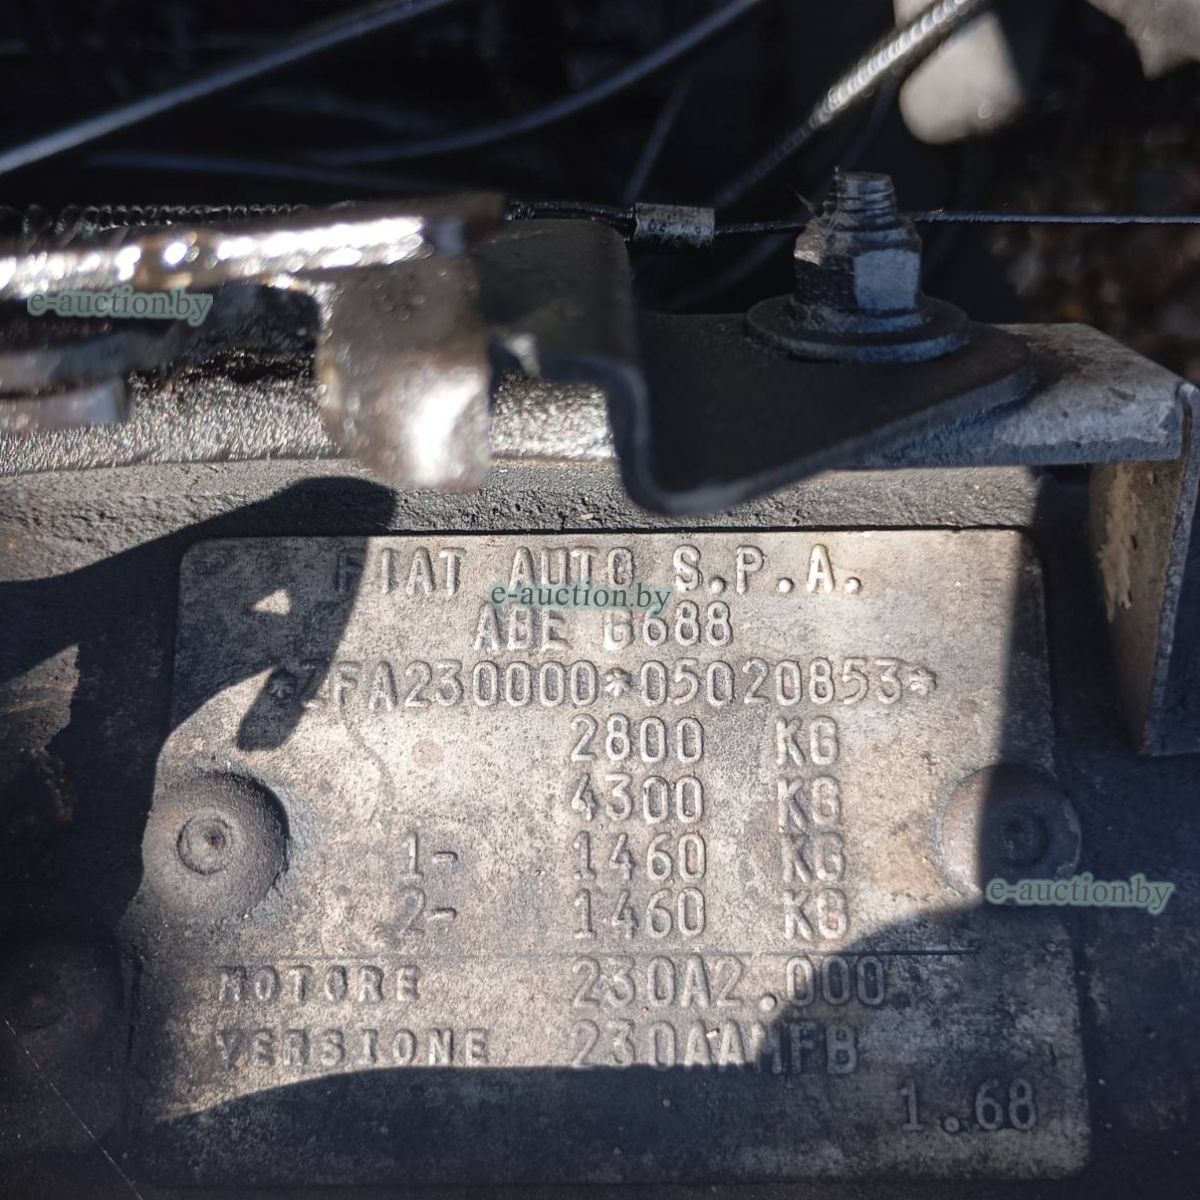 e-auction.by
FIAT AUTO S.P.A.
e-auction.by
ABE B688
*ZFA230000*05020853*
2800 KG
4300 KG
1- 1460 KG
2- 1460 KG
e-auction.by
MOTORE 230A2.000
VERSIONE 230AAMFB
1.68